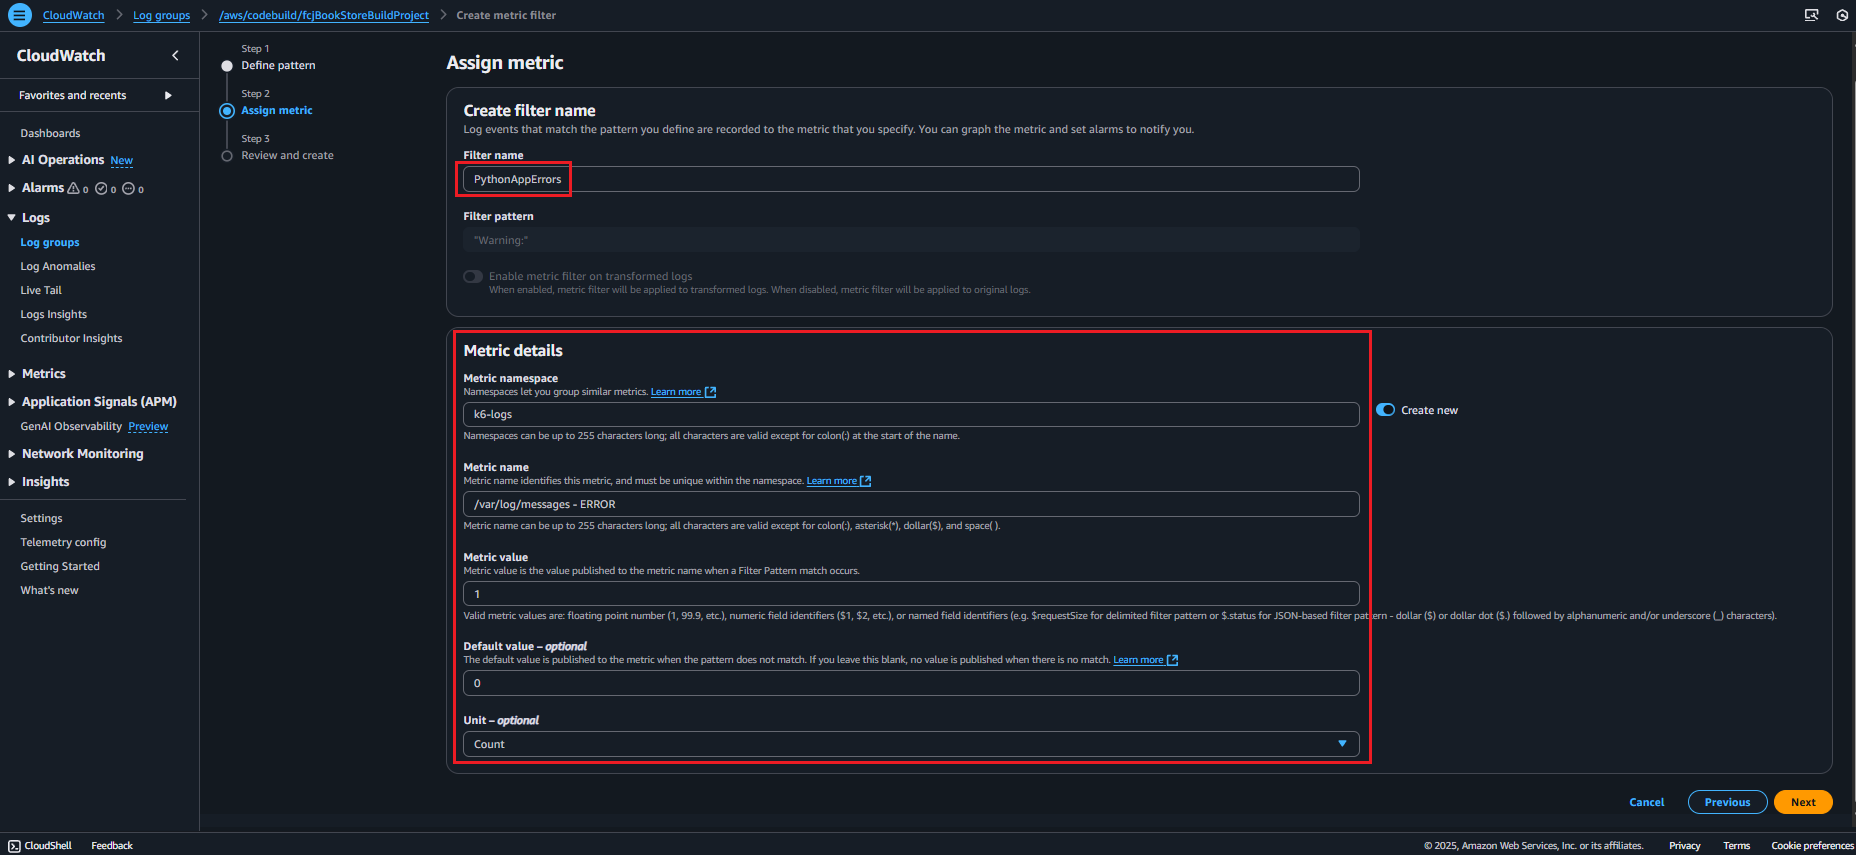 CloudWatch > Log groups > /aws/codebuild/fcjBookStoreBuildProject > Create metric filter
CloudWatch
Favorites and recents
Dashboards
AI Operations New
Alarms 0 0 0
Logs
Log groups
Log Anomalies
Live Tail
Logs Insights
Contributor Insights
Metrics
Application Signals (APM)
GenAI Observability Preview
Network Monitoring
Insights
Settings
Telemetry config
Getting Started
What's new
Step 1
Define pattern
Step 2
Assign metric
Step 3
Review and create
Assign metric
Create filter name
Log events that match the pattern you define are recorded to the metric that you specify. You can graph the metric and set alarms to notify you.
Filter name
PythonAppErrors
Filter pattern
"Warning:"
Enable metric filter on transformed logs
When enabled, metric filter will be applied to transformed logs. When disabled, metric filter will be applied to original logs.
Metric details
Metric namespace
Namespaces let you group similar metrics. Learn more
k6-logs
Create new
Namespaces can be up to 255 characters long; all characters are valid except for colon(:) at the start of the name.
Metric name
Metric name identifies this metric, and must be unique within the namespace. Learn more
/var/log/messages - ERROR
Metric name can be up to 255 characters long; all characters are valid except for colon(:), asterisk(*), dollar($), and space( ).
Metric value
Metric value is the value published to the metric name when a Filter Pattern match occurs.
1
Valid metric values are: floating point number (1, 99.9, etc.), numeric field identifiers ($1, $2, etc.), or named field identifiers (e.g. $requestSize for delimited filter pattern or $.status for JSON-based filter pattern - dollar ($) or dollar dot ($.) followed by alphanumeric and/or underscore (_) characters).
Default value – optional
The default value is published to the metric when the pattern does not match. If you leave this blank, no value is published when there is no match. Learn more
0
Unit – optional
Count
Cancel
Previous
Next
CloudShell
Feedback
© 2025, Amazon Web Services, Inc. or its affiliates.
Privacy
Terms
Cookie preferences